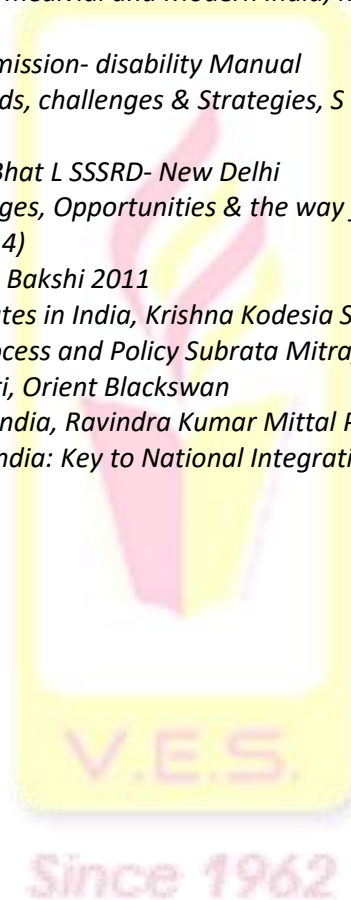 medivial and modern India,
mission- disability Manual
ds, challenges & Strategies, S
Bhat L SSSRD- New Delhi
ges, Opportunities & the way
4)
Bakshi 2011
tes in India, Krishna Kodesia S
ocess and Policy Subrata Mitra
ri, Orient Blackswan
ndia, Ravindra Kumar Mittal
ndia: Key to National Integrati
V.E.S.
Since 1962